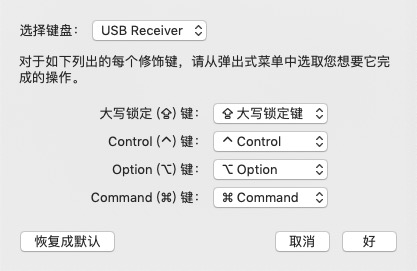 选择键盘： USB Receiver
对于如下列出的每个修饰键，请从弹出式菜单中选取您想要它完
成的操作。
大写锁定 (⇪) 键： ⇪ 大写锁定键
Control (^) 键： ^ Control
Option (⌥) 键： ⌥ Option
Command (⌘) 键： ⌘ Command
恢复成默认 取消 好